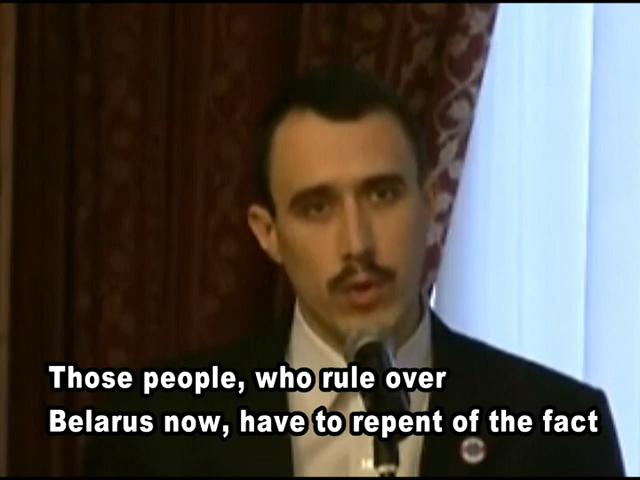 Those people, who rule over
Belarus now, have to repent of the fact